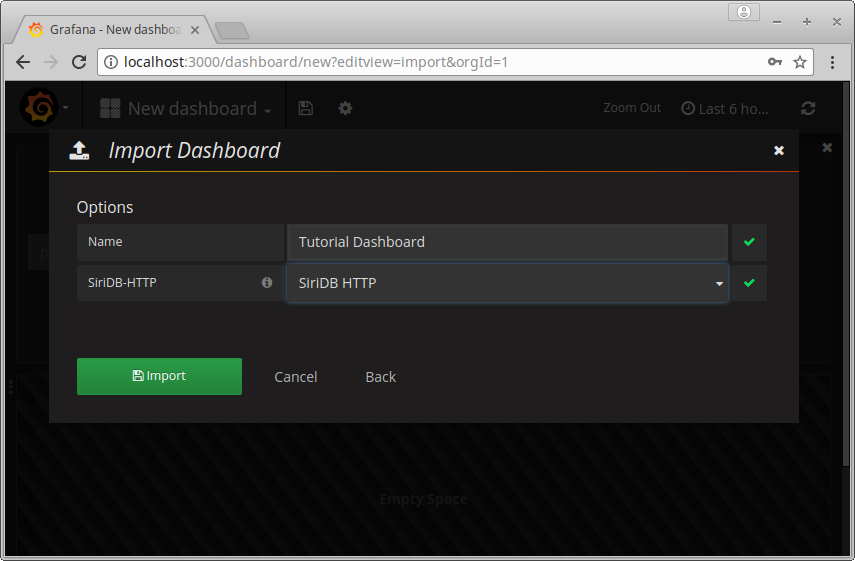 Grafana - New dashboa
localhost:3000/dashboard/new?editview=import&orgId=1
New dashboard
Zoom Out
Last 6 ho...
Import Dashboard
Options
Name
Tutorial Dashboard
SiriDB-HTTP
SiriDB HTTP
Import
Cancel
Back
Empty Space